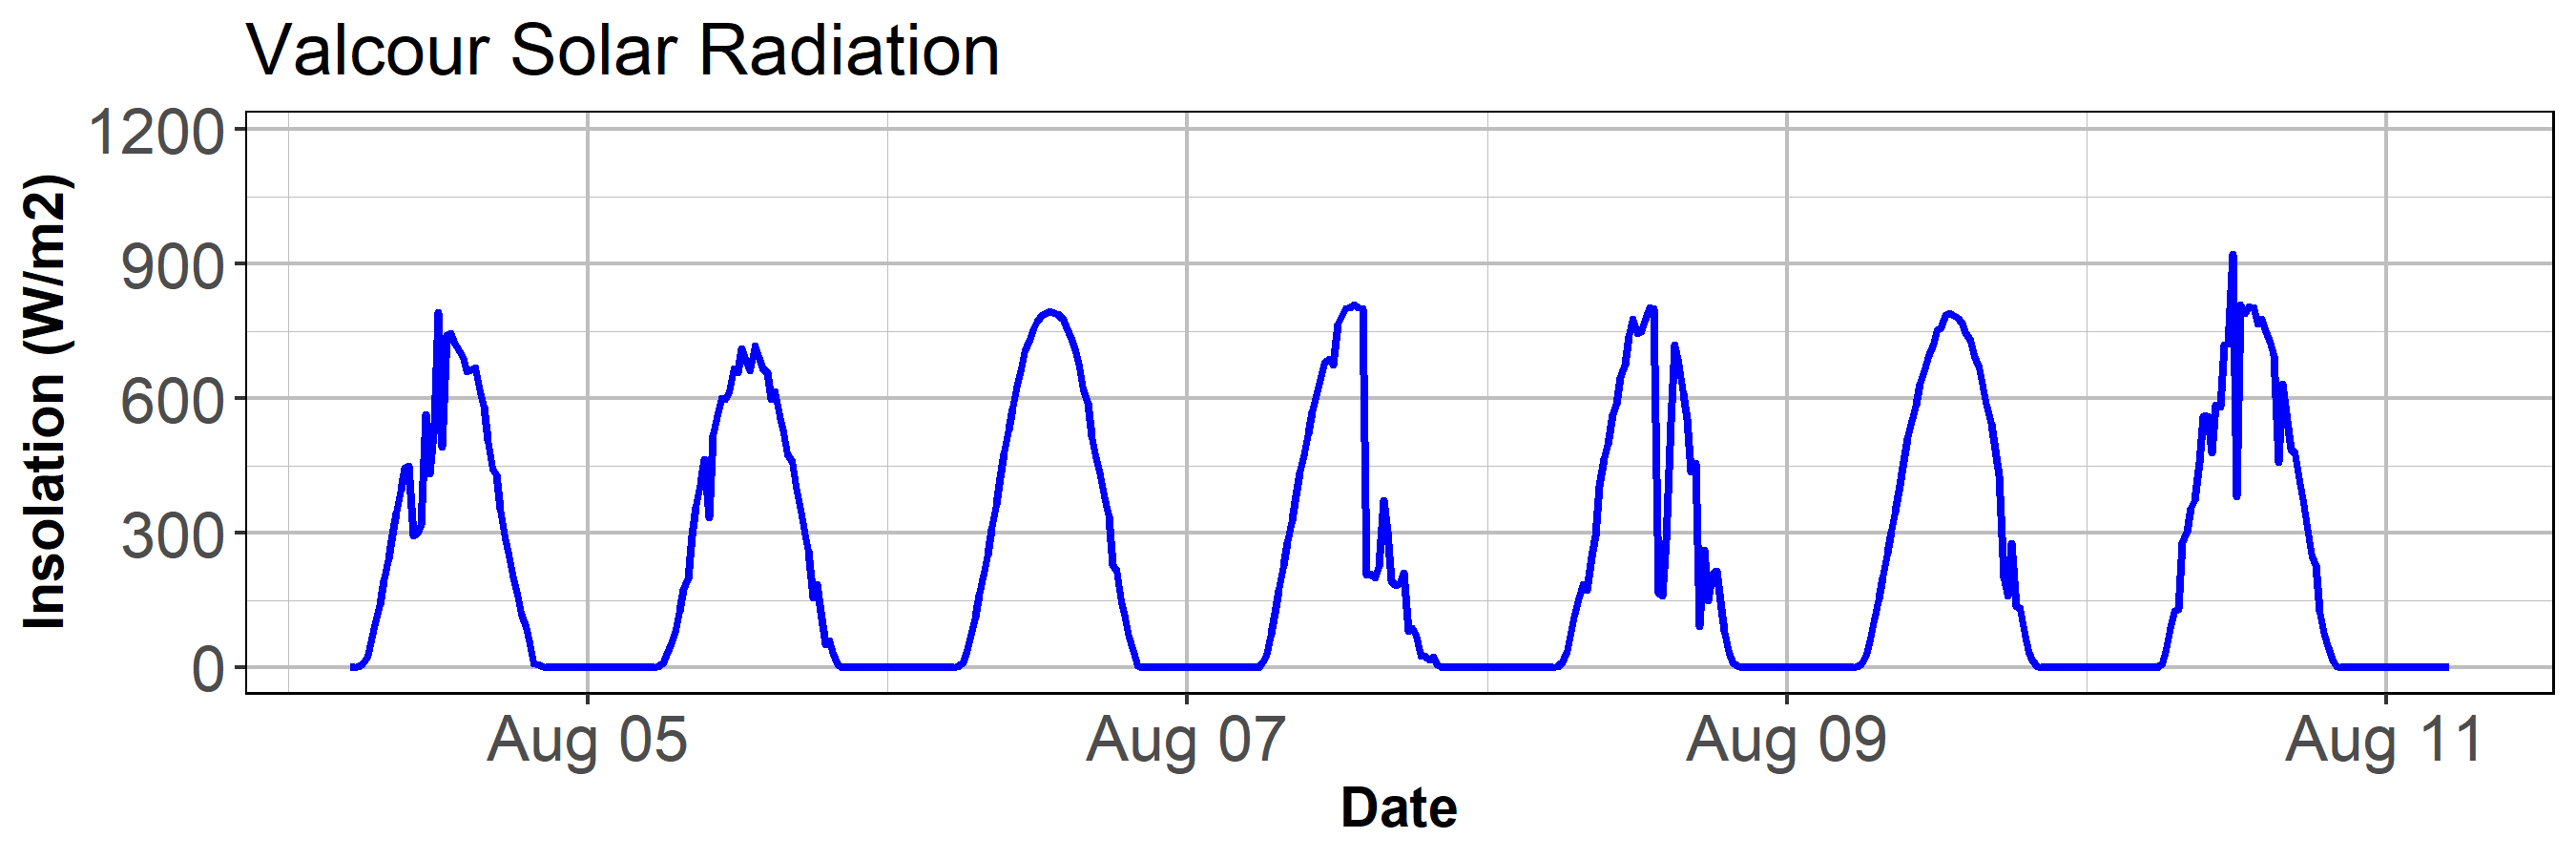 Valcour Solar Radiation
1200
900
600
300
0
Insolation (W/m2)
Aug 05 Aug 07 Aug 09 Aug 11
Date